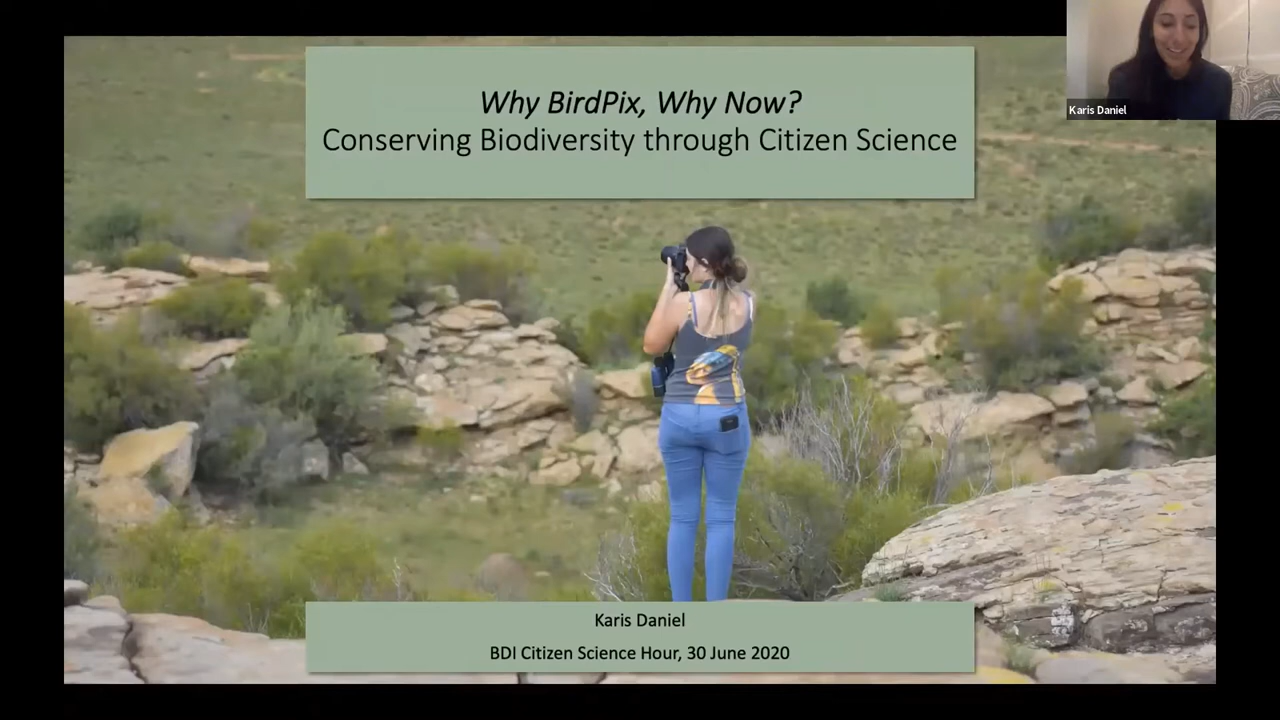 Why BirdPix, Why Now?
Conserving Biodiversity through Citizen Science
Karis Daniel
Karis Daniel
BDI Citizen Science Hour, 30 June 2020